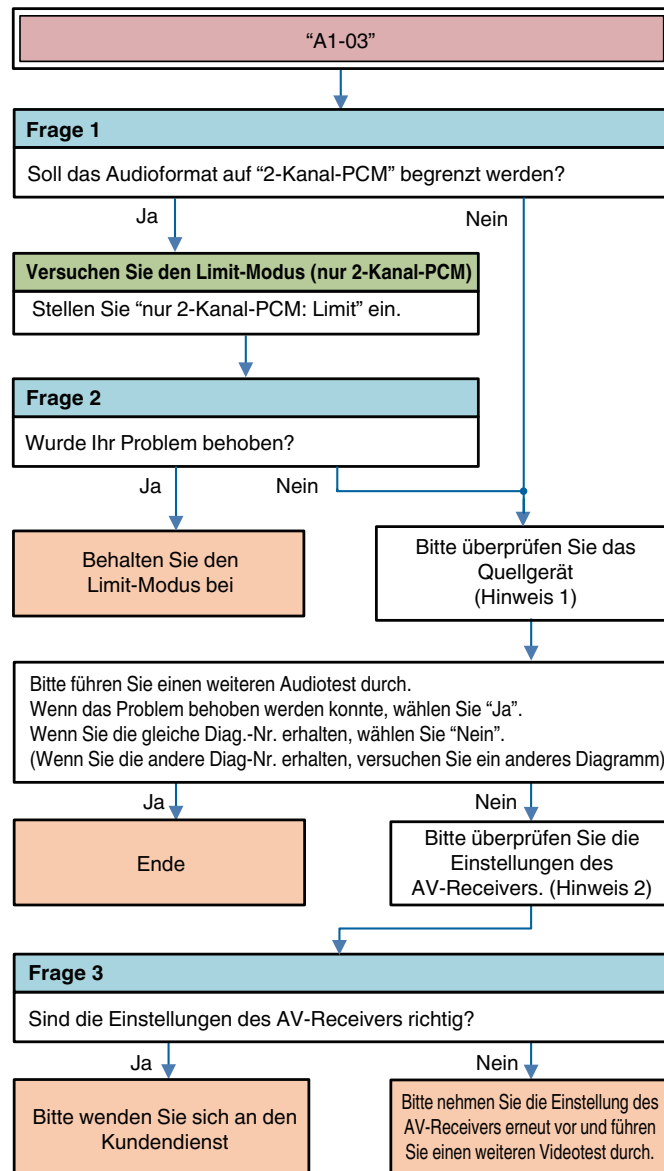 “A1-03”
Frage 1
Soll das Audioformat auf “2-Kanal-PCM” begrenzt werden?
Ja
Nein
Versuchen Sie den Limit-Modus (nur 2-Kanal-PCM)
Stellen Sie “nur 2-Kanal-PCM: Limit” ein.
Frage 2
Wurde Ihr Problem behoben?
Ja
Nein
Behalten Sie den
Limit-Modus bei
Bitte überprüfen Sie das
Quellgerät
(Hinweis 1)
Bitte führen Sie einen weiteren Audiotest durch.
Wenn das Problem behoben werden konnte, wählen Sie “Ja”.
Wenn Sie die gleiche Diag.-Nr. erhalten, wählen Sie “Nein”.
(Wenn Sie die andere Diag-Nr. erhalten, versuchen Sie ein anderes Diagramm)
Ja
Nein
Ende
Bitte überprüfen Sie die
Einstellungen des
AV-Receivers. (Hinweis 2)
Frage 3
Sind die Einstellungen des AV-Receivers richtig?
Ja
Nein
Bitte wenden Sie sich an den
Kundendienst
Bitte nehmen Sie die Einstellung des
AV-Receivers erneut vor und führen
Sie einen weiteren Videotest durch.